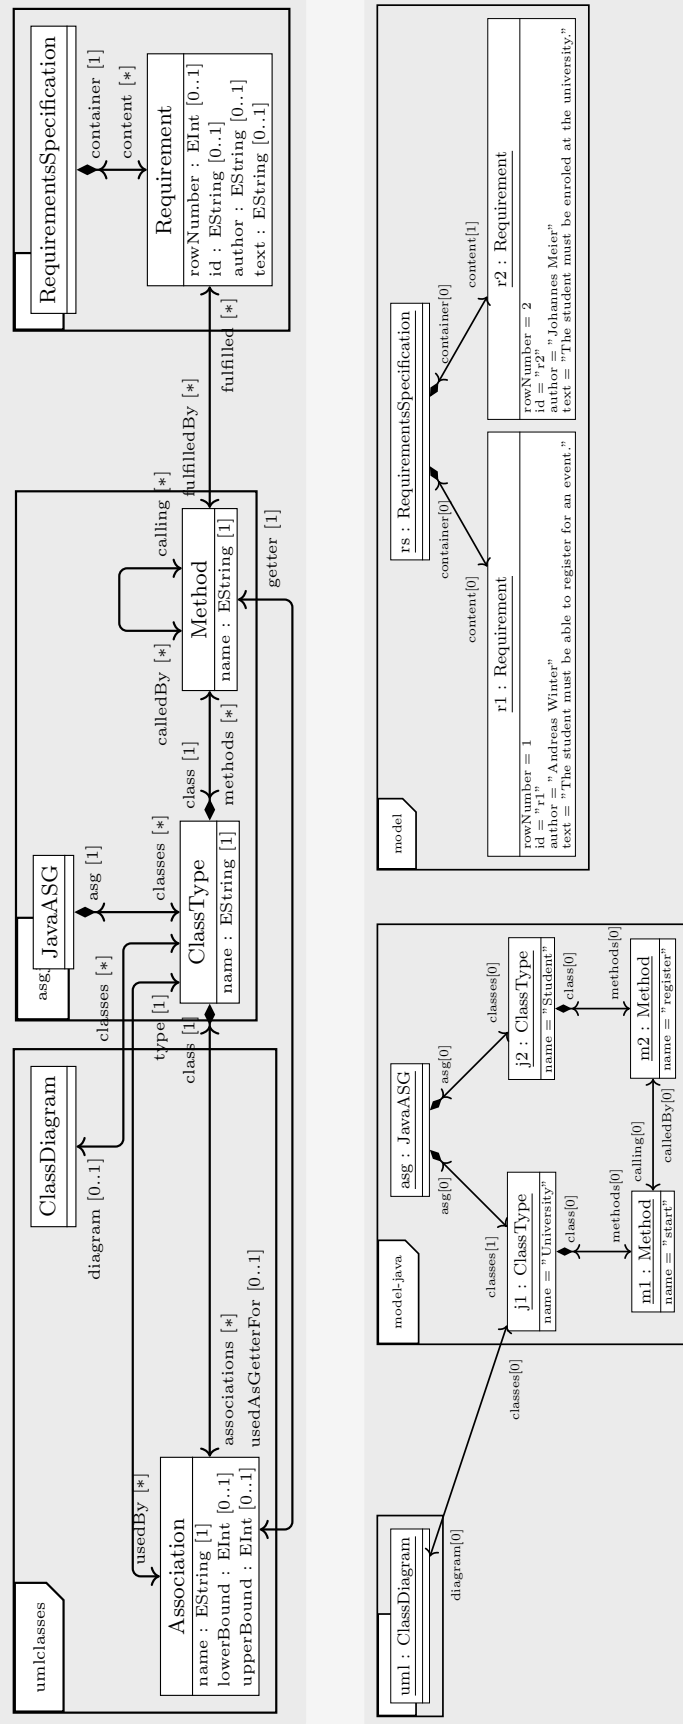 umlclasses
ClassDiagram
diagram [0..1]
classes [*]
Association
name : EString [1]
lowerBound : EInt [0..1]
upperBound : EInt [0..1]
usedBy [*]
type [1]
class [1]
associations [*]
usedAsGetterFor [0..1]
getter [1]
asg
JavaASG
asg [1]
classes [*]
ClassType
name : EString [1]
class [1]
methods [*]
calledBy [*]
calling [*]
Method
name : EString [1]
fulfilledBy [*]
fulfilled [*]
RequirementsSpecification
container [1]
content [*]
Requirement
rowNumber : EInt [0..1]
id : EString [0..1]
author : EString [0..1]
text : EString [0..1]
uml : ClassDiagram
diagram[0]
classes[0]
model-java
asg : JavaASG
asg[0]
asg[0]
classes[1]
classes[0]
j1 : ClassType
name = "University"
j2 : ClassType
name = "Student"
class[0]
class[0]
methods[0]
methods[0]
m1 : Method
name = "start"
calling[0]
calledBy[0]
m2 : Method
name = "register"
model
rs : RequirementsSpecification
container[0]
container[0]
content[0]
content[1]
r1 : Requirement
rowNumber = 1
id = "r1"
author = "Andreas Winter"
text = "The student must be able to register for an event."
r2 : Requirement
rowNumber = 2
id = "r2"
author = "Johannes Meier"
text = "The student must be enroled at the university."